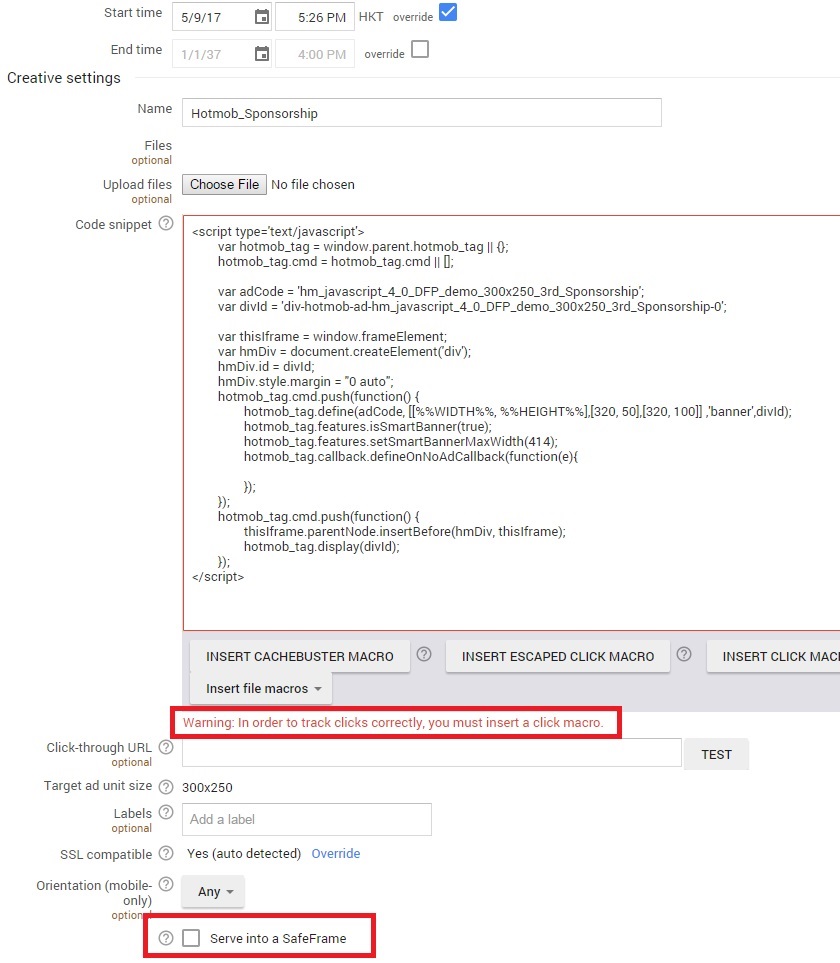 Start time 5/9/17 5:26 PM HKT override
End time 1/1/37 4:00 PM override
Creative settings
Name Hotmob_Sponsorship
Files
optional
Upload files Choose File No file chosen
optional
Code snippet
<script type='text/javascript'>
var hotmob_tag = window.parent.hotmob_tag || {};
hotmob_tag.cmd = hotmob_tag.cmd || [];
var adCode = 'hm_javascript_4_0_DFP_demo_300x250_3rd_Sponsorship';
var divId = 'div-hotmob-ad-hm_javascript_4_0_DFP_demo_300x250_3rd_Sponsorship-0';
var thisIframe = window.frameElement;
var hmDiv = document.createElement('div');
hmDiv.id = divId;
hmDiv.style.margin = "0 auto";
hotmob_tag.cmd.push(function() {
hotmob_tag.define(adCode, [[%%WIDTH%%, %%HEIGHT%%],[320, 50],[320, 100]] ,'banner',divId);
hotmob_tag.features.isSmartBanner(true);
hotmob_tag.features.setSmartBannerMaxWidth(414);
hotmob_tag.callback.defineOnNoAdCallback(function(e){
});
});
hotmob_tag.cmd.push(function() {
thisIframe.parentNode.insertBefore(hmDiv, thisIframe);
hotmob_tag.display(divId);
});
</script>
INSERT CACHEBUSTER MACRO INSERT ESCAPED CLICK MACRO INSERT CLICK MAC
Insert file macros
Warning: In order to track clicks correctly, you must insert a click macro.
Click-through URL TEST
optional
Target ad unit size 300x250
Labels Add a label
optional
SSL compatible Yes (auto detected) Override
Orientation (mobile-
only) Any
optional
Serve into a SafeFrame